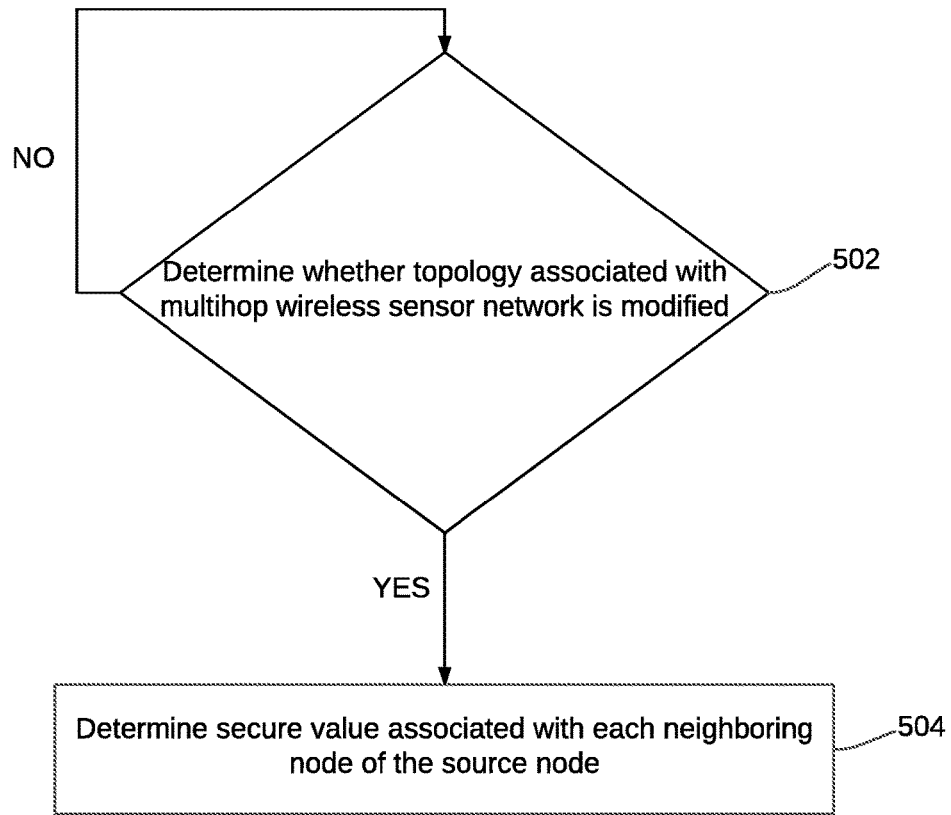 NO
Determine whether topology associated with
multihop wireless sensor network is modified
502
YES
Determine secure value associated with each neighboring
node of the source node
504